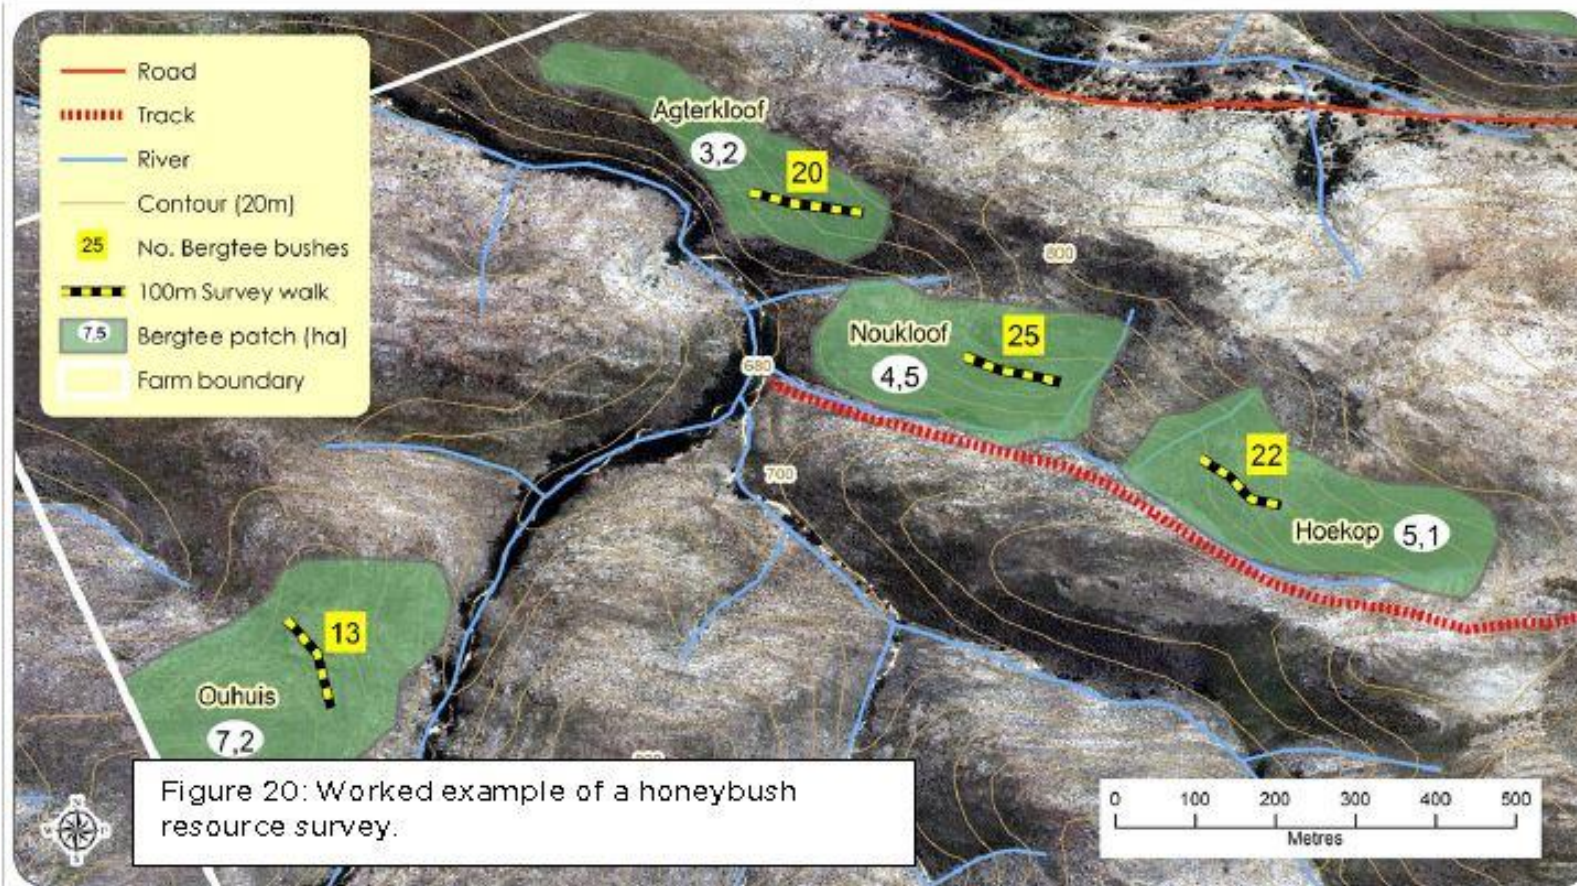 Road
Track
River
Contour (20m)
25 No. Bergtee bushes
100m Survey walk
7,5 Bergtee patch (ha)
Farm boundary
Agterkloof
3,2
20
800
Noukloof
25
4,5
680
700
22
Hoekop 5,1
13
Ouhuis
7,2
Figure 20: Worked example of a honeybush
resource survey.
N
0 100 200 300 400 500
Metres